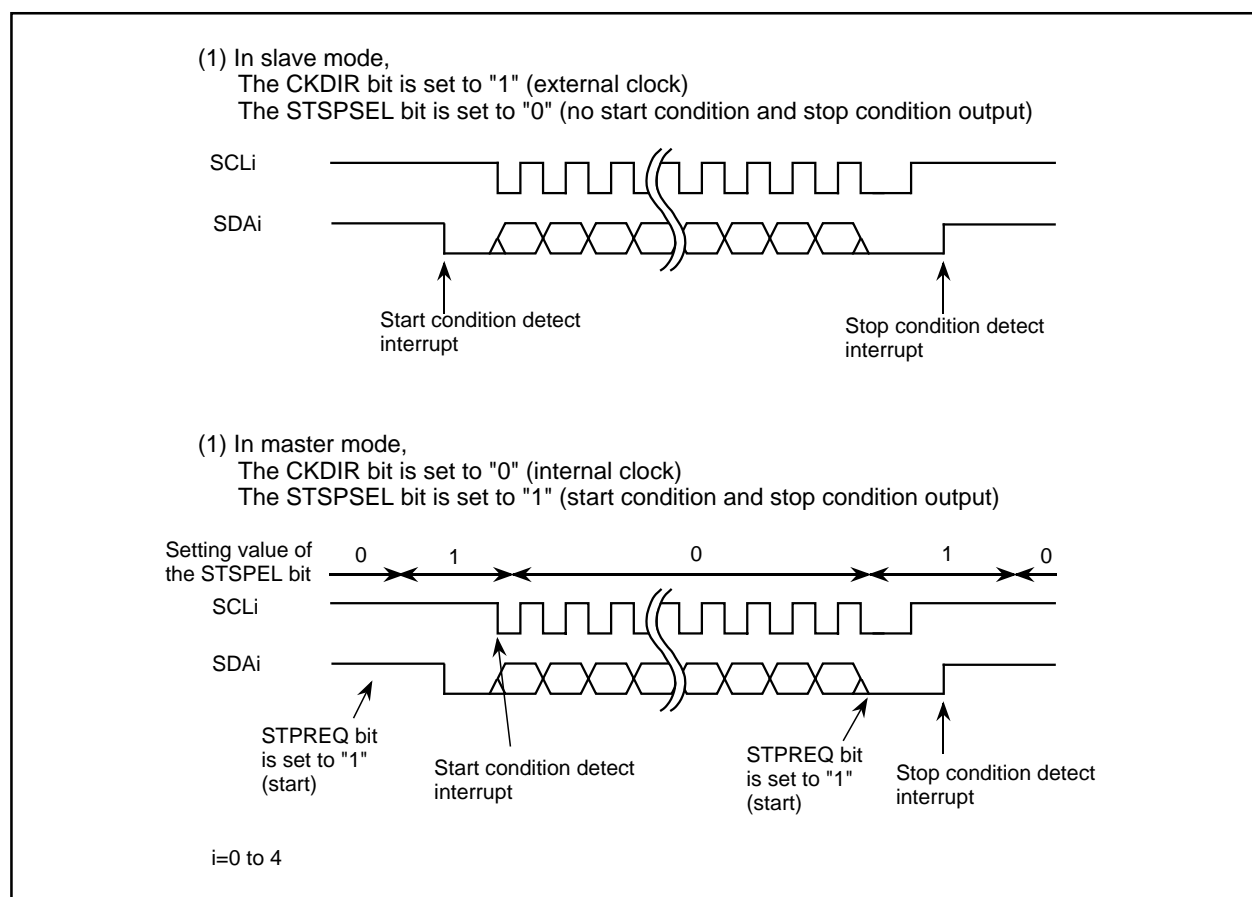 (1) In slave mode,
The CKDIR bit is set to "1" (external clock)
The STSPSEL bit is set to "0" (no start condition and stop condition output)
SCLi
SDAi
Start condition detect
interrupt
Stop condition detect
interrupt
(1) In master mode,
The CKDIR bit is set to "0" (internal clock)
The STSPSEL bit is set to "1" (start condition and stop condition output)
Setting value of
the STSPEL bit
0
1
0
1
0
SCLi
SDAi
STPREQ bit
is set to "1"
(start)
Start condition detect
interrupt
STPREQ bit
is set to "1"
(start)
Stop condition detect
interrupt
i=0 to 4